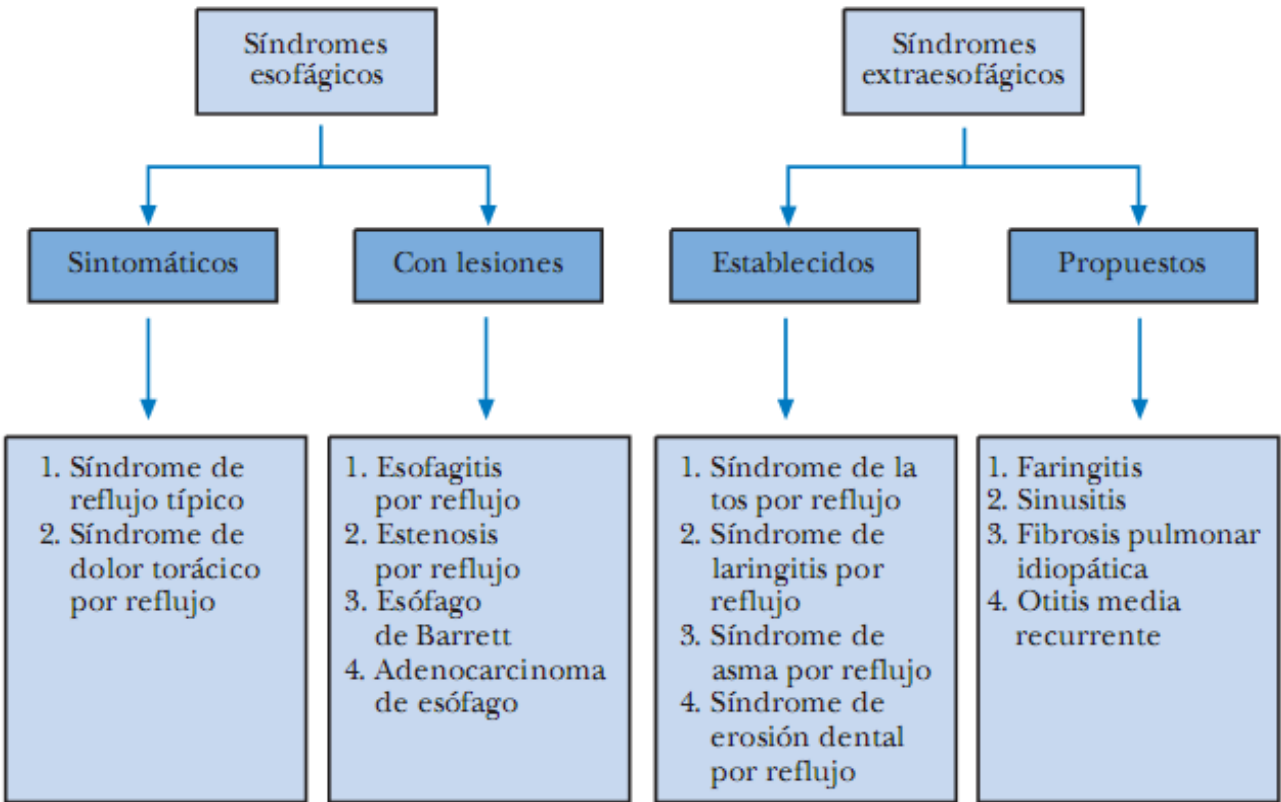 Síndromes
esofágicos
Síndromes
extraesofágicos
Sintomáticos
Con lesiones
Establecidos
Propuestos
1. Síndrome de
reflujo típico
2. Síndrome de
dolor torácico
por reflujo
1. Esofagitis
por reflujo
2. Estenosis
por reflujo
3. Esófago
de Barrett
4. Adenocarcinoma
de esófago
1. Síndrome de la
tos por reflujo
2. Síndrome de
laringitis por
reflujo
3. Síndrome de
asma por reflujo
4. Síndrome de
erosión dental
por reflujo
1. Faringitis
2. Sinusitis
3. Fibrosis pulmonar
idiopática
4. Otitis media
recurrente